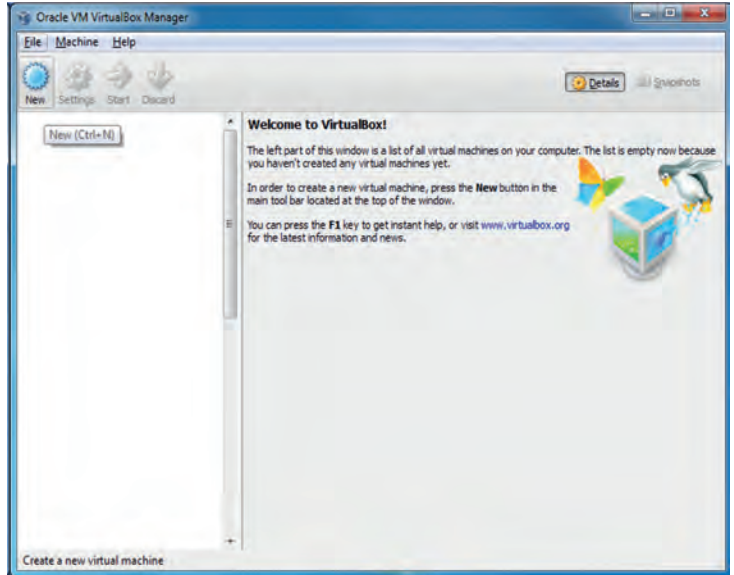 Oracle VM VirtualBox Manager
File Machine Help
New Settings Start Discard
Details Snapshots
New (Ctrl+N)
Welcome to VirtualBox!
The left part of this window is a list of all virtual machines on your computer. The list is empty now because
you haven't created any virtual machines yet.
In order to create a new virtual machine, press the New button in the
main tool bar located at the top of the window.
You can press the F1 key to get instant help, or visit www.virtualbox.org
for the latest information and news.
Create a new virtual machine